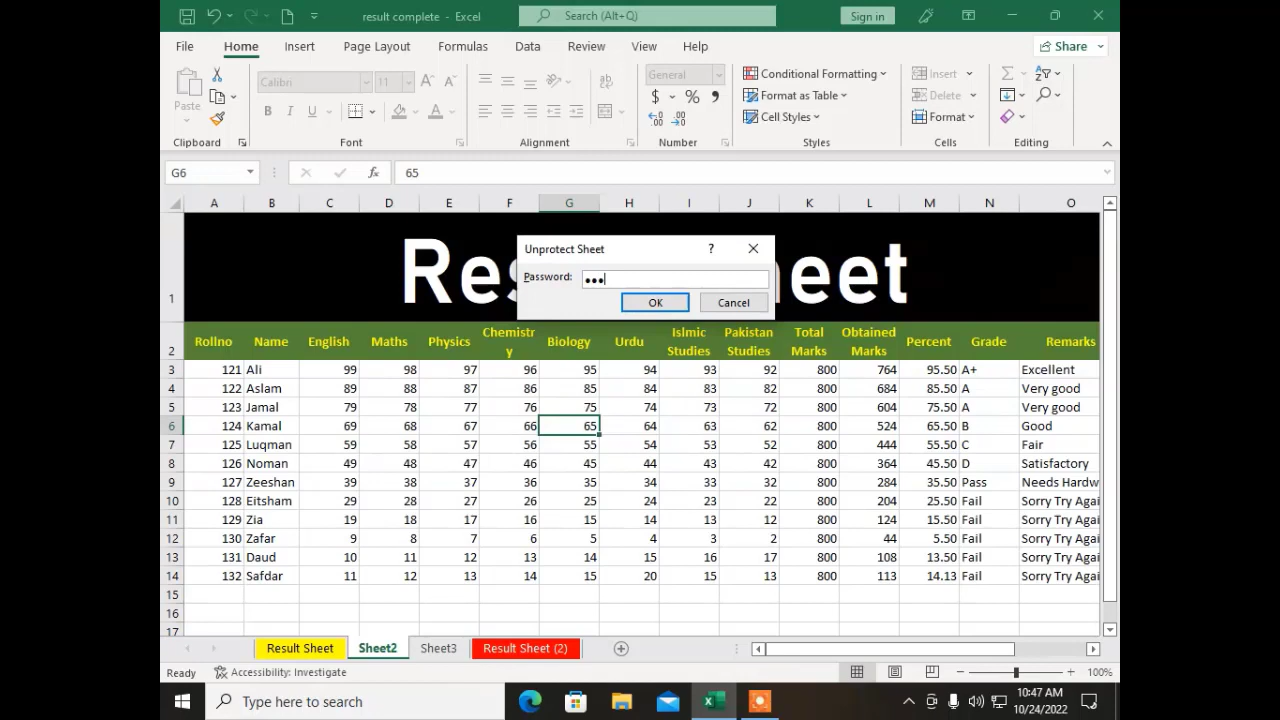 result complete - Excel
Search (Alt+Q)
Sign in
File Home Insert Page Layout Formulas Data Review View Help
Share
Paste
Calibri 11
B I U
General
$ % ,
Conditional Formatting
Format as Table
Cell Styles
Insert
Delete
Format
Clipboard Font Alignment Number Styles Cells Editing
G6 fx 65
A B C D E F G H I J K L M N O
Unprotect Sheet ?
Password: •••
OK Cancel
1 Res eet
2 Rollno Name English Maths Physics Chemistr
y Biology Urdu Islmic
Studies Pakistan
Studies Total
Marks Obtained
Marks Percent Grade Remarks
3 121 Ali 99 98 97 96 95 94 93 92 800 764 95.50 A+ Excellent
4 122 Aslam 89 88 87 86 85 84 83 82 800 684 85.50 A Very good
5 123 Jamal 79 78 77 76 75 74 73 72 800 604 75.50 A Very good
6 124 Kamal 69 68 67 66 65 64 63 62 800 524 65.50 B Good
7 125 Luqman 59 58 57 56 55 54 53 52 800 444 55.50 C Fair
8 126 Noman 49 48 47 46 45 44 43 42 800 364 45.50 D Satisfactory
9 127 Zeeshan 39 38 37 36 35 34 33 32 800 284 35.50 Pass Needs Hardw
10 128 Eitsham 29 28 27 26 25 24 23 22 800 204 25.50 Fail Sorry Try Agai
11 129 Zia 19 18 17 16 15 14 13 12 800 124 15.50 Fail Sorry Try Agai
12 130 Zafar 9 8 7 6 5 4 3 2 800 44 5.50 Fail Sorry Try Agai
13 131 Daud 10 11 12 13 14 15 16 17 800 108 13.50 Fail Sorry Try Agai
14 132 Safdar 11 12 13 14 15 20 15 13 800 113 14.13 Fail Sorry Try Agai
15
16
17
Result Sheet Sheet2 Sheet3 Result Sheet (2)
Ready Accessibility: Investigate 100%
Type here to search
10:47 AM
10/24/2022